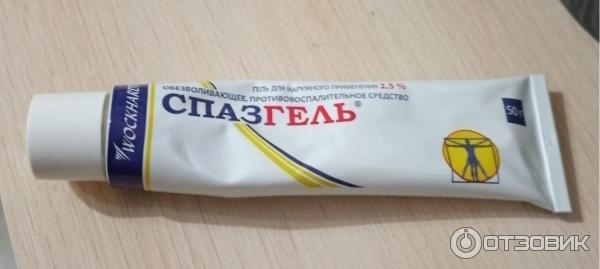 ГЕЛЬ ДЛЯ НАРУЖНОГО ПРИМЕНЕНИЯ 2,5 %
ОБЕЗБОЛИВАЮЩЕЕ, ПРОТИВОВОСПАЛИТЕЛЬНОЕ СРЕДСТВО
СПАЗГЕЛЬ®
WOCKHARDT
50 г
ОТЗОВИК